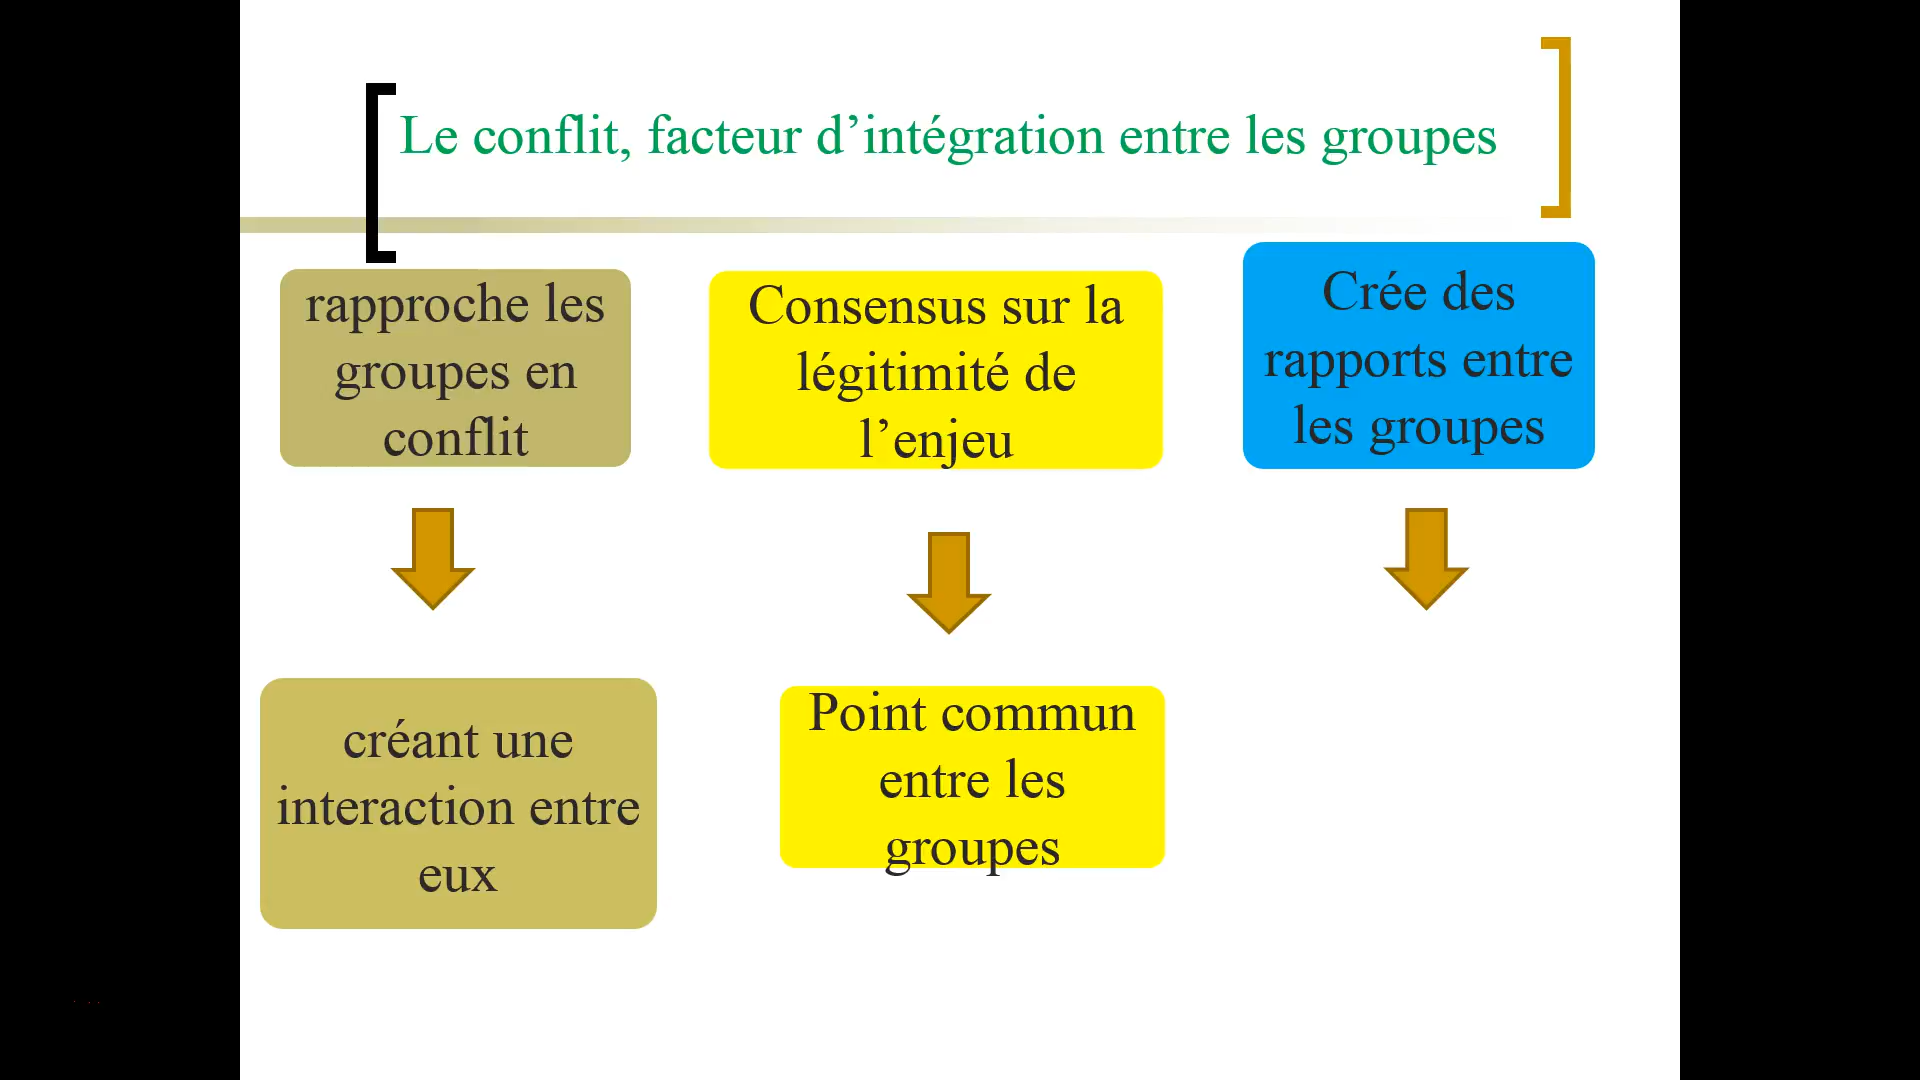 Le conflit, facteur d’intégration entre les groupes
rapproche les
groupes en
conflit
Consensus sur la
légitimité de
l’enjeu
Crée des
rapports entre
les groupes
créant une
interaction entre
eux
Point commun
entre les
groupes